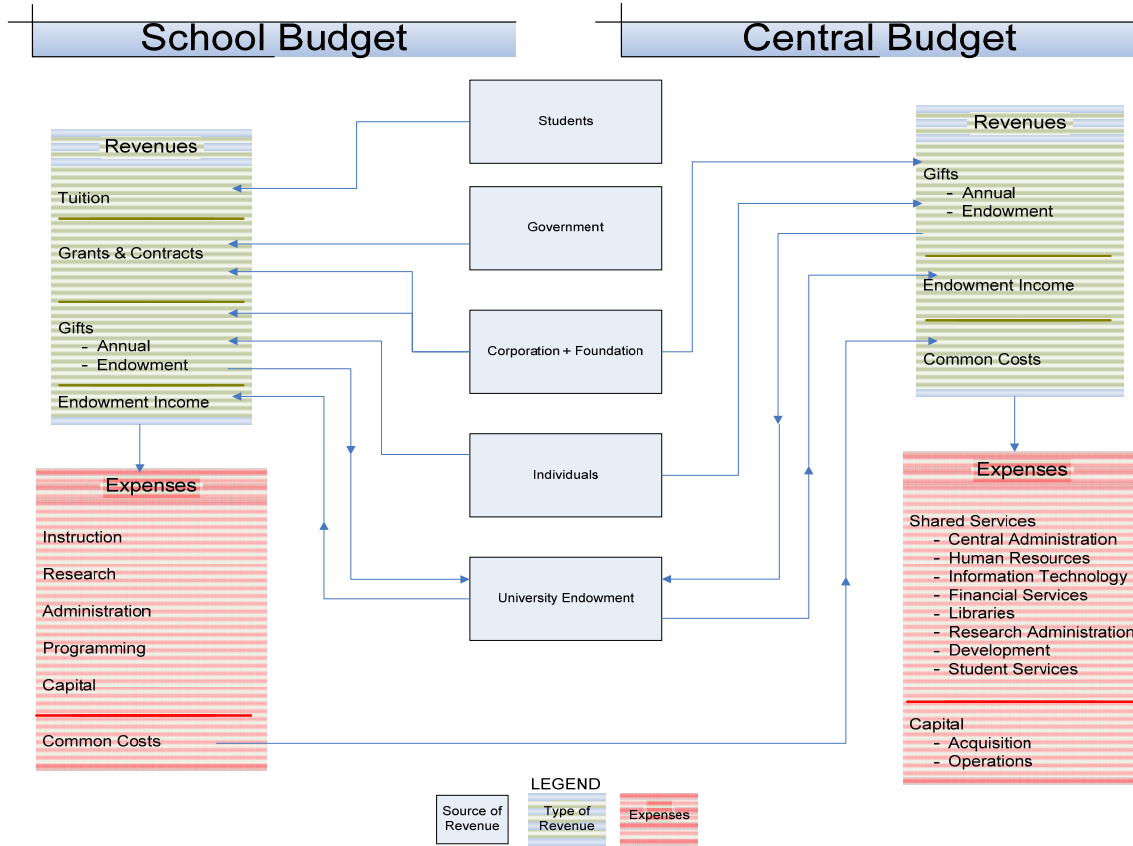 School Budget
Central Budget
Revenues
Tuition
Grants & Contracts
Gifts
- Annual
- Endowment
Endowment Income
Expenses
Instruction
Research
Administration
Programming
Capital
Common Costs
Students
Government
Corporation + Foundation
Individuals
University Endowment
Revenues
Gifts
- Annual
- Endowment
Endowment Income
Common Costs
Expenses
Shared Services
- Central Administration
- Human Resources
- Information Technology
- Financial Services
- Libraries
- Research Administration
- Development
- Student Services
Capital
- Acquisition
- Operations
LEGEND
Source of
Revenue
Type of
Revenue
Expenses